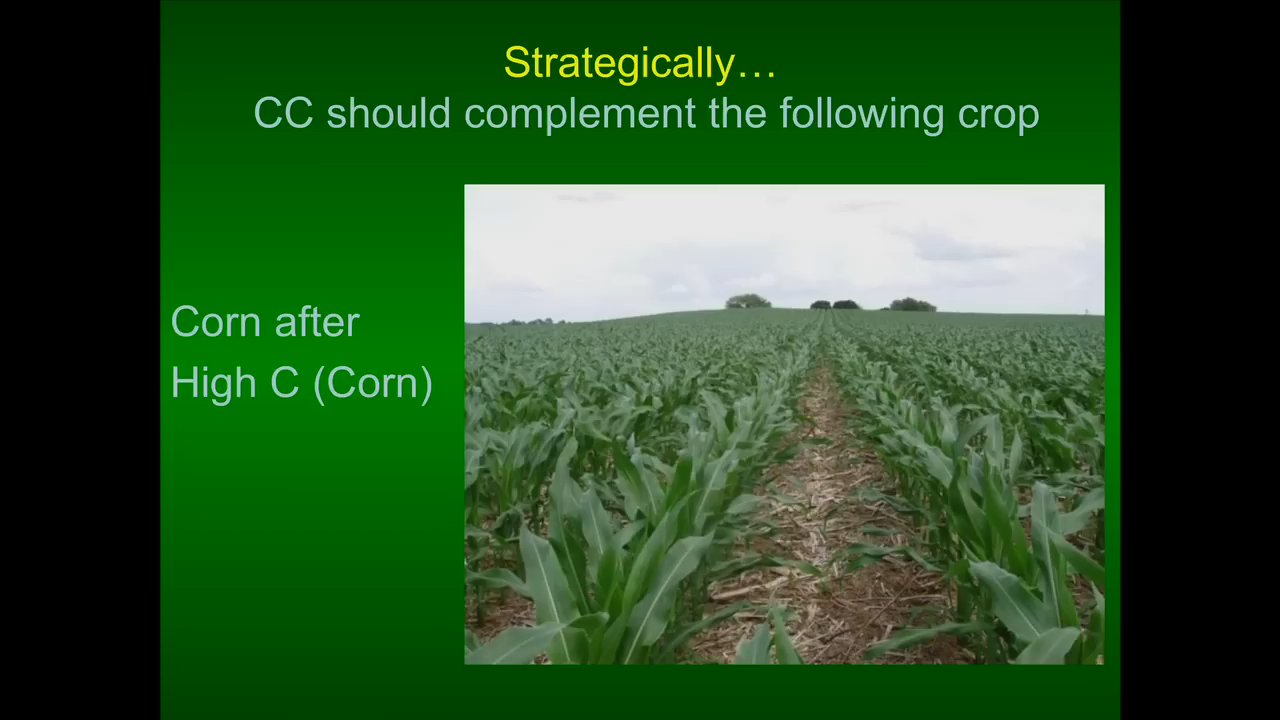 Strategically…
CC should complement the following crop
Corn after
High C (Corn)